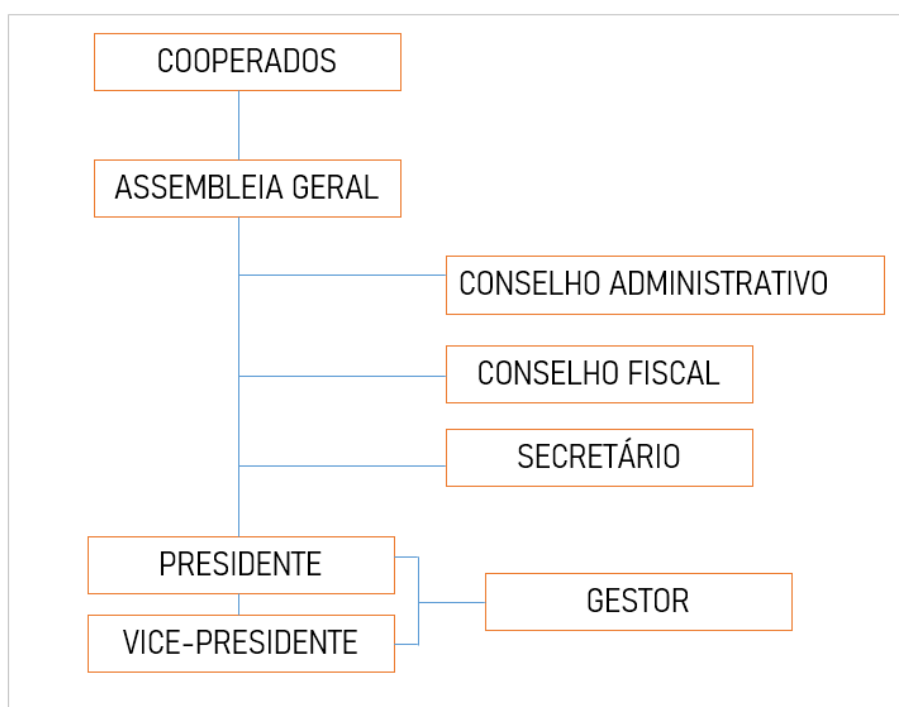 COOPERADOS
ASSEMBLEIA GERAL
CONSELHO ADMINISTRATIVO
CONSELHO FISCAL
SECRETÁRIO
PRESIDENTE
GESTOR
VICE-PRESIDENTE